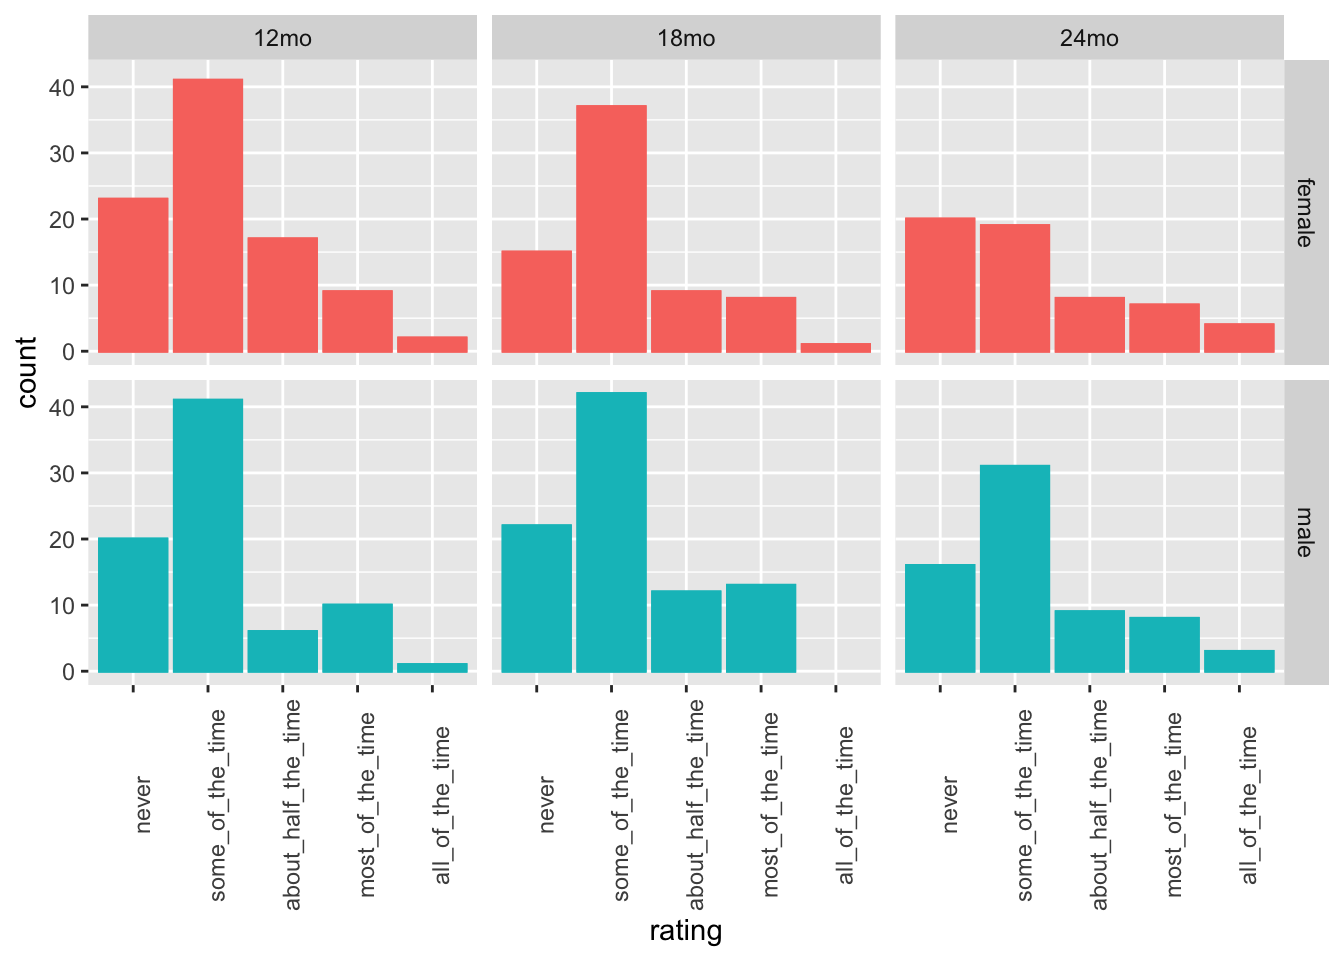 12mo 18mo 24mo
40
30
20
10
0
female
count
40
30
20
10
0
male
never some_of_the_time about_half_the_time most_of_the_time all_of_the_time never some_of_the_time about_half_the_time most_of_the_time all_of_the_time never some_of_the_time about_half_the_time most_of_the_time all_of_the_time
rating